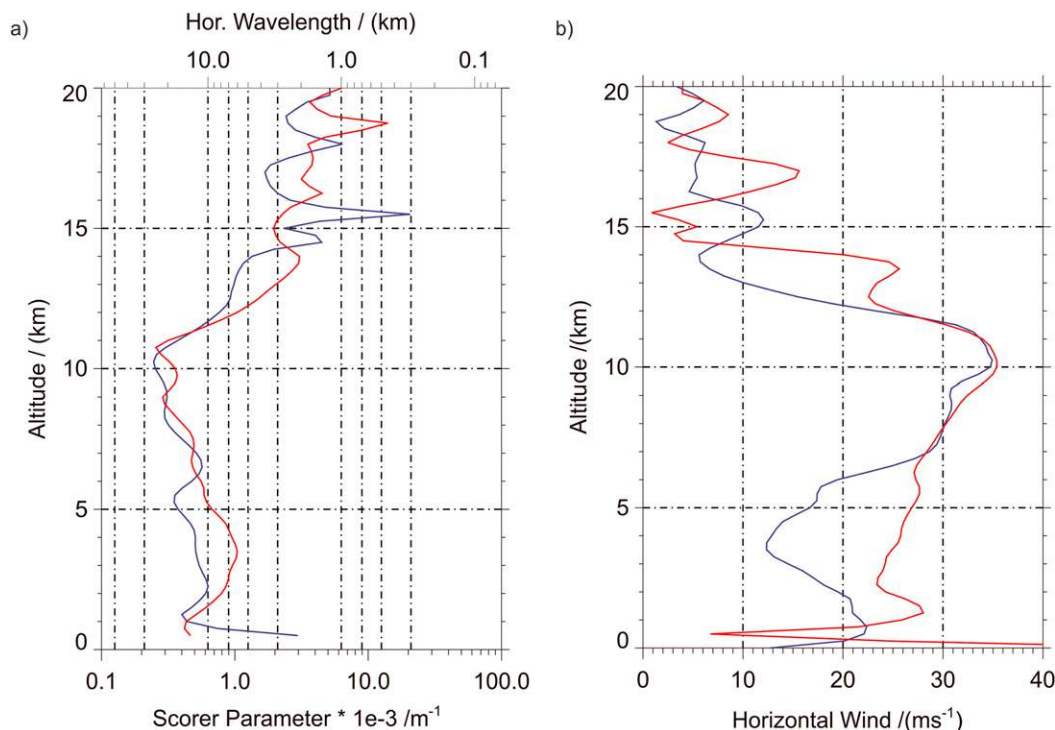 a)
Hor. Wavelength / (km)
10.0 1.0 0.1
20
15
10
5
0
Altitude / (km)
0.1 1.0 10.0 100.0
Scorer Parameter * 1e-3 /m⁻¹
b)
20
15
10
5
0
Altitude /(km)
0 10 20 30 40
Horizontal Wind /(ms⁻¹)